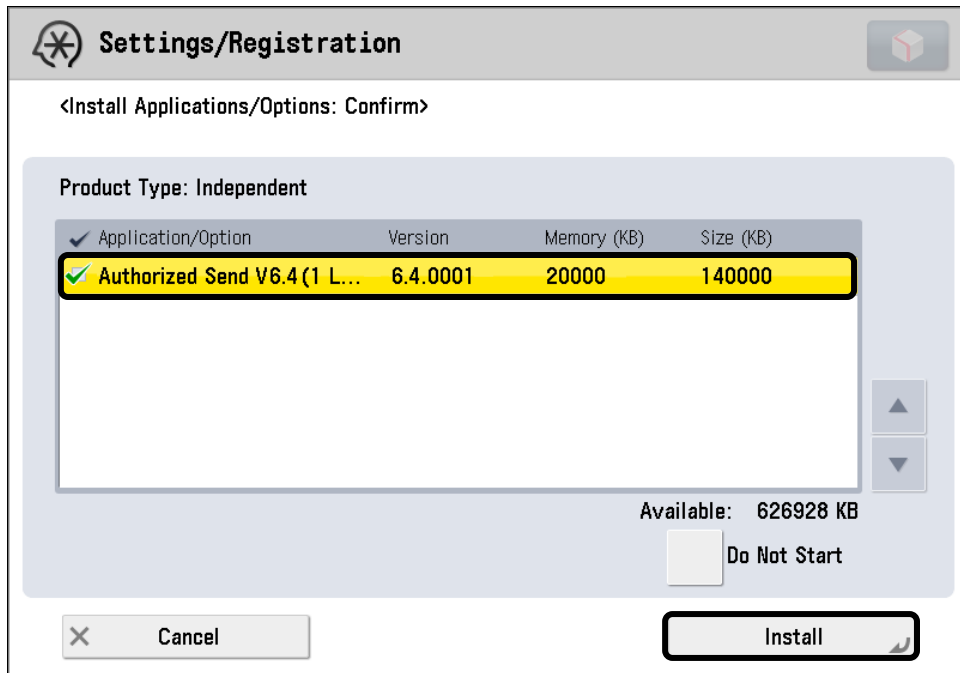 Settings/Registration
<Install Applications/Options: Confirm>
Product Type: Independent
Application/Option Version Memory (KB) Size (KB)
Authorized Send V6.4(1 L... 6.4.0001 20000 140000
Available: 626928 KB
Do Not Start
Cancel Install